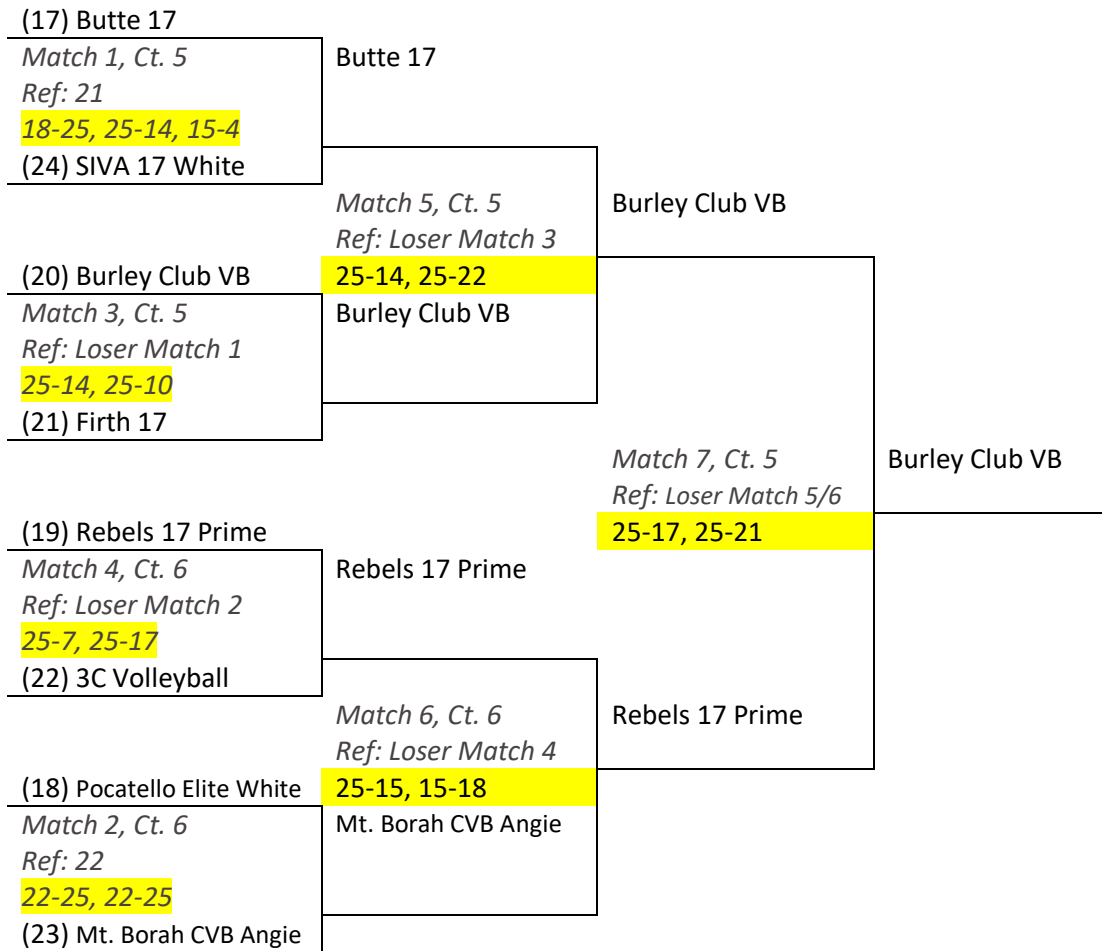 (17) Butte 17
Match 1, Ct. 5
Ref: 21
18-25, 25-14, 15-4
(24) SIVA 17 White
Butte 17
(20) Burley Club VB
Match 3, Ct. 5
Ref: Loser Match 1
25-14, 25-10
(21) Firth 17
Match 5, Ct. 5
Ref: Loser Match 3
25-14, 25-22
Burley Club VB
Burley Club VB
(19) Rebels 17 Prime
Match 4, Ct. 6
Ref: Loser Match 2
25-7, 25-17
(22) 3C Volleyball
Rebels 17 Prime
(18) Pocatello Elite White
Match 2, Ct. 6
Ref: 22
22-25, 22-25
(23) Mt. Borah CVB Angie
Match 6, Ct. 6
Ref: Loser Match 4
25-15, 15-18
Mt. Borah CVB Angie
Rebels 17 Prime
Match 7, Ct. 5
Ref: Loser Match 5/6
25-17, 25-21
Burley Club VB